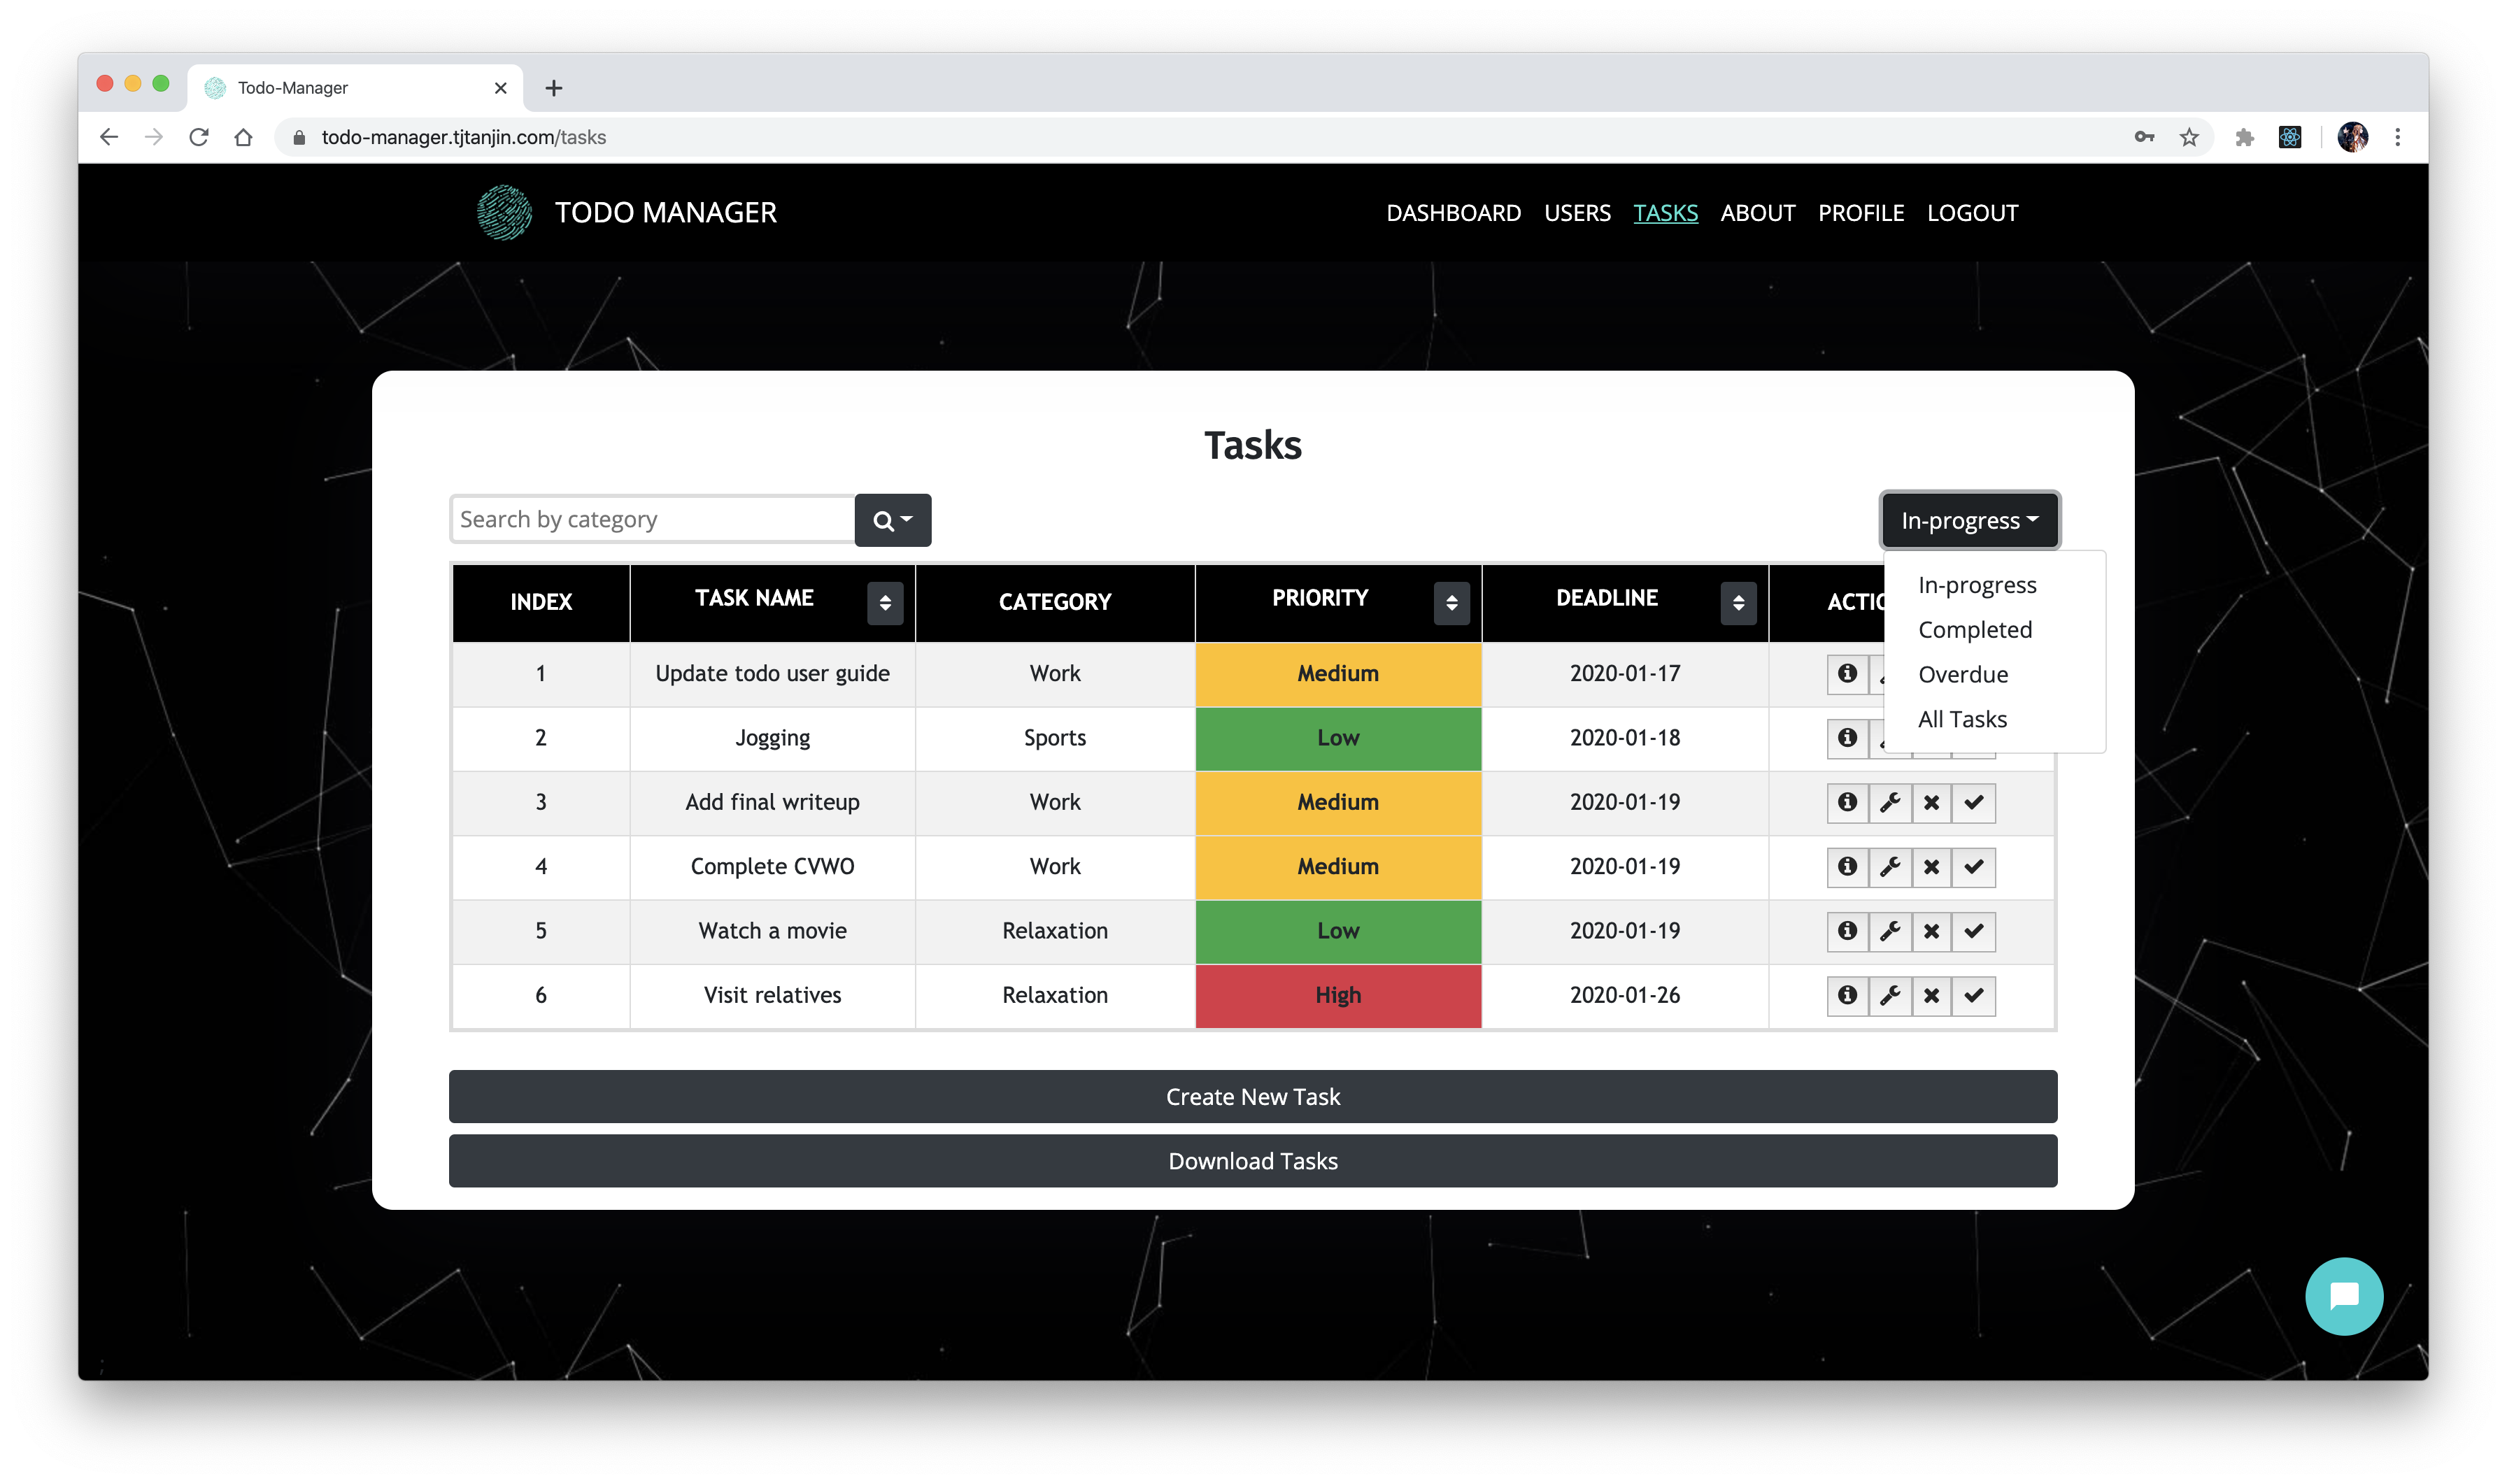 Todo-Manager
todo-manager.tjtanjin.com/tasks
TODO MANAGER
DASHBOARD USERS TASKS ABOUT PROFILE LOGOUT
Tasks
Search by category
In-progress
INDEX TASK NAME CATEGORY PRIORITY DEADLINE
In-progress
Completed
Overdue
All Tasks
1 Update todo user guide Work Medium 2020-01-17
2 Jogging Sports Low 2020-01-18
3 Add final writeup Work Medium 2020-01-19
4 Complete CVWO Work Medium 2020-01-19
5 Watch a movie Relaxation Low 2020-01-19
6 Visit relatives Relaxation High 2020-01-26
Create New Task
Download Tasks